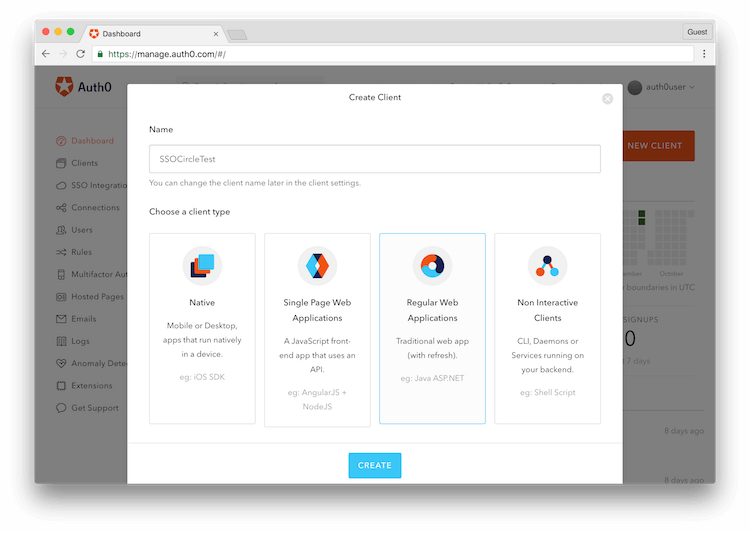 Dashboard
Guest
https://manage.auth0.com/#/
Auth0
auth0user
Create Client
Name
SSOCircleTest
You can change the client name later in the client settings.
Choose a client type
Native
Mobile or Desktop,
apps that run natively
in a device.
eg: iOS SDK
Single Page Web
Applications
A JavaScript front-
end app that uses an
API.
eg: AngularJS +
NodeJS
Regular Web
Applications
Traditional web app
(with refresh).
eg: Java ASP.NET
Non Interactive
Clients
CLI, Daemons or
Services running on
your backend.
eg: Shell Script
CREATE
Dashboard
Clients
SSO Integratio
Connections
Users
Rules
Multifactor Aut
Hosted Pages
Emails
Logs
Anomaly Dete
Extensions
Get Support
NEW CLIENT
October
boundaries in UTC
SIGNUPS
0
7 days
8 days ago
8 days ago